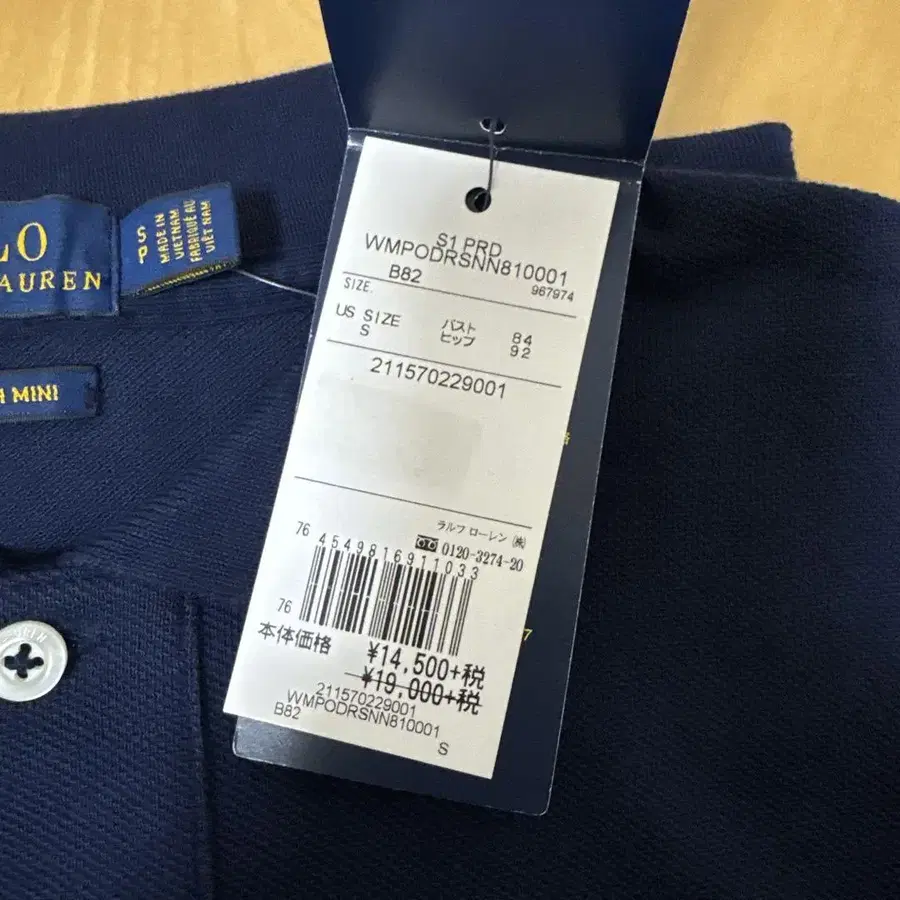 LO
AUREN
S
P
MADE IN
VIETNAM
FABRIQUÉ AU
VIÊT NAM
MINI
S1 PRD
WMPODRSNN810001
B82
967974
SIZE.
US SIZE バスト 84
S ヒップ 92
211570229001
ラルフ ローレン ㈱
0120-3274-20
76 4549816911033
76
本体価格 ¥14,500+税
¥19,000+税
211570229001
WMPODRSNN810001
B82
S
7